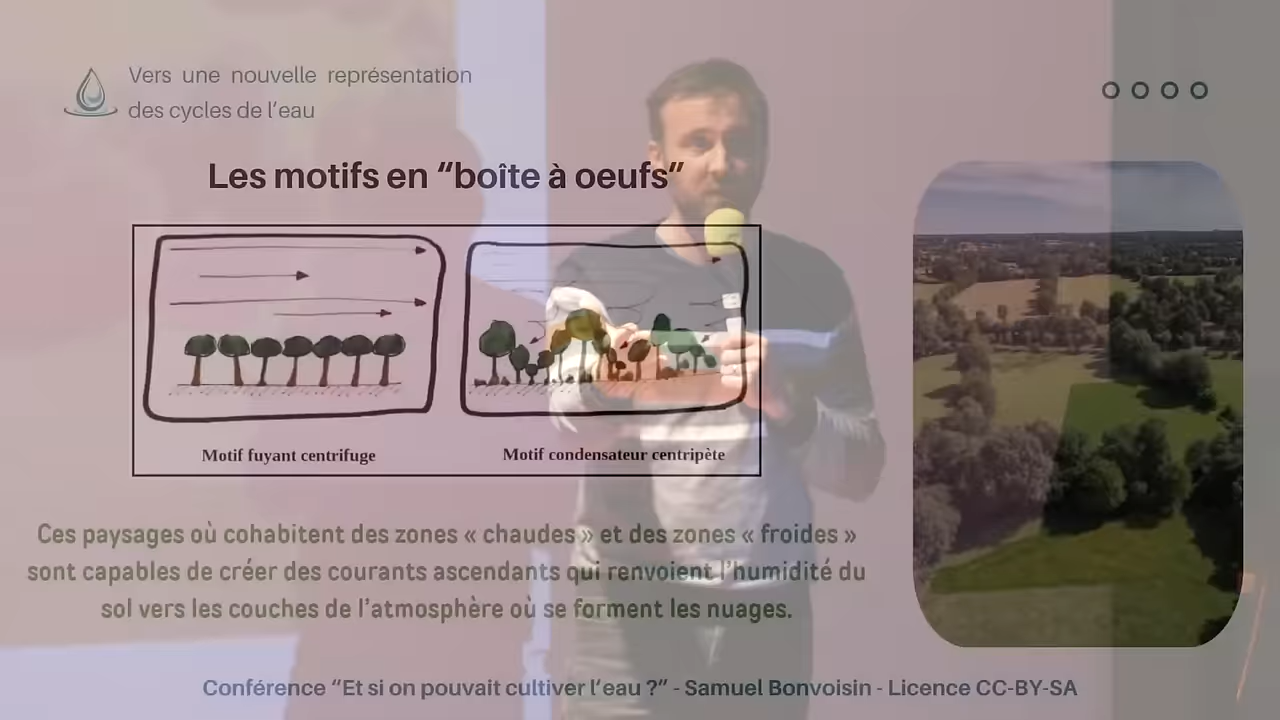 Vers une nouvelle représentation
des cycles de l'eau
Les motifs en “boîte à oeufs”
Motif fuyant centrifuge
Motif condensateur centripète
Ces paysages où cohabitent des zones « chaudes » et des zones « froides »
sont capables de créer des courants ascendants qui renvoient l'humidité du
sol vers les couches de l'atmosphère où se forment les nuages.
Conférence “Et si on pouvait cultiver l'eau ?” - Samuel Bonvoisin - Licence CC-BY-SA